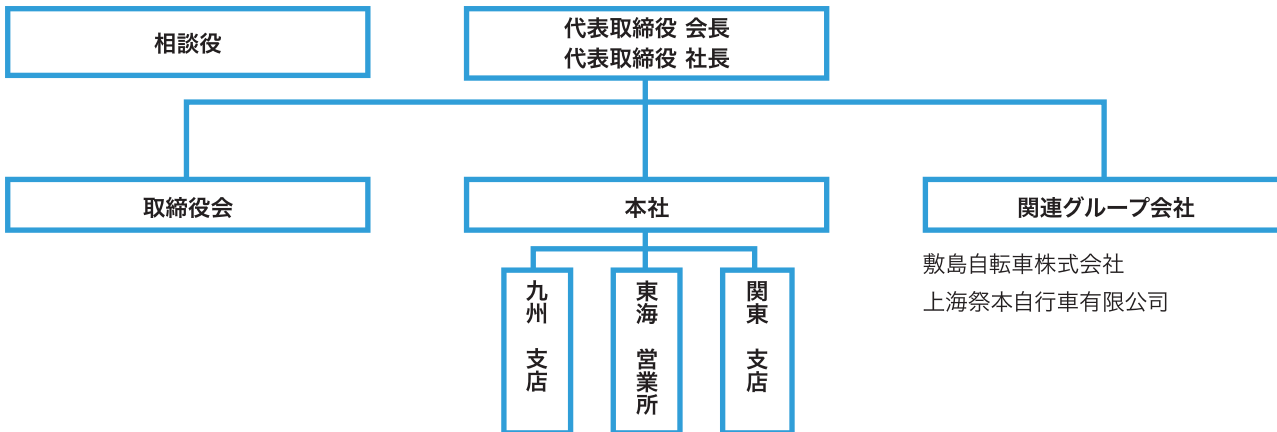 相談役
代表取締役 会長
代表取締役 社長
取締役会
本社
関連グループ会社
敷島自転車株式会社
上海祭本自行車有限公司
九州 支店
東海 営業所
関東 支店